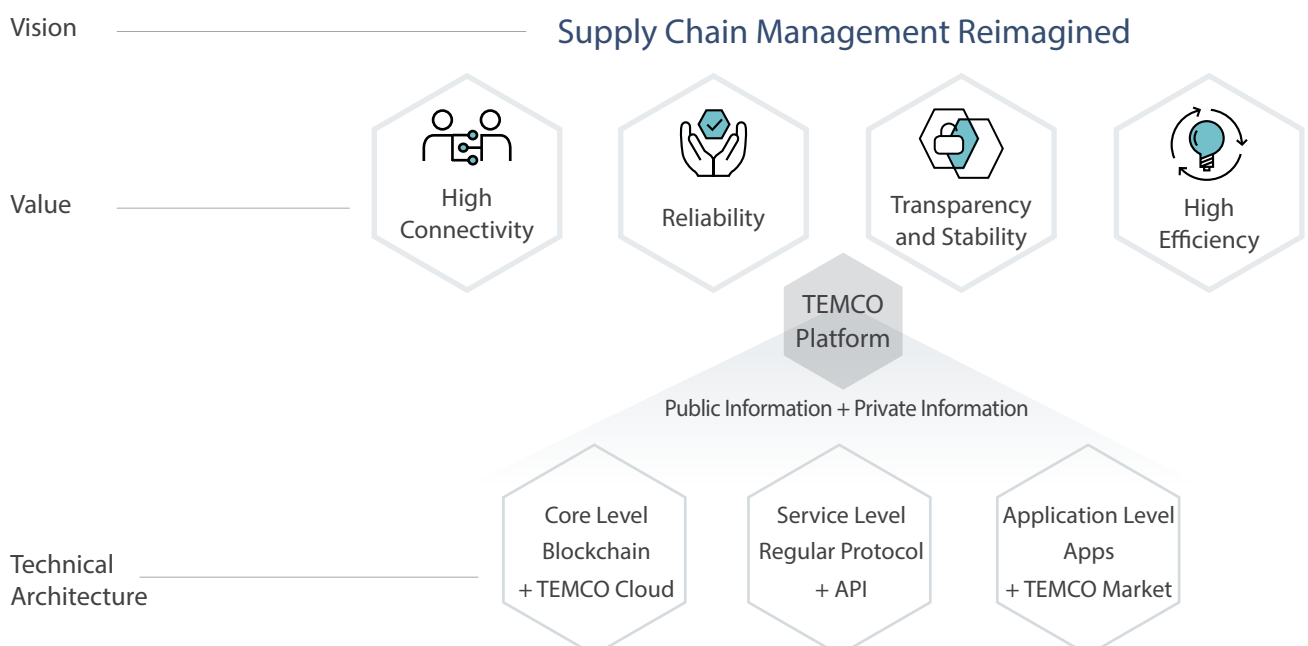 Vision
Supply Chain Management Reimagined
Value
High
Connectivity
Reliability
Transparency
and Stability
High
Efficiency
TEMCO
Platform
Public Information + Private Information
Technical
Architecture
Core Level
Blockchain
+ TEMCO Cloud
Service Level
Regular Protocol
+ API
Application Level
Apps
+ TEMCO Market